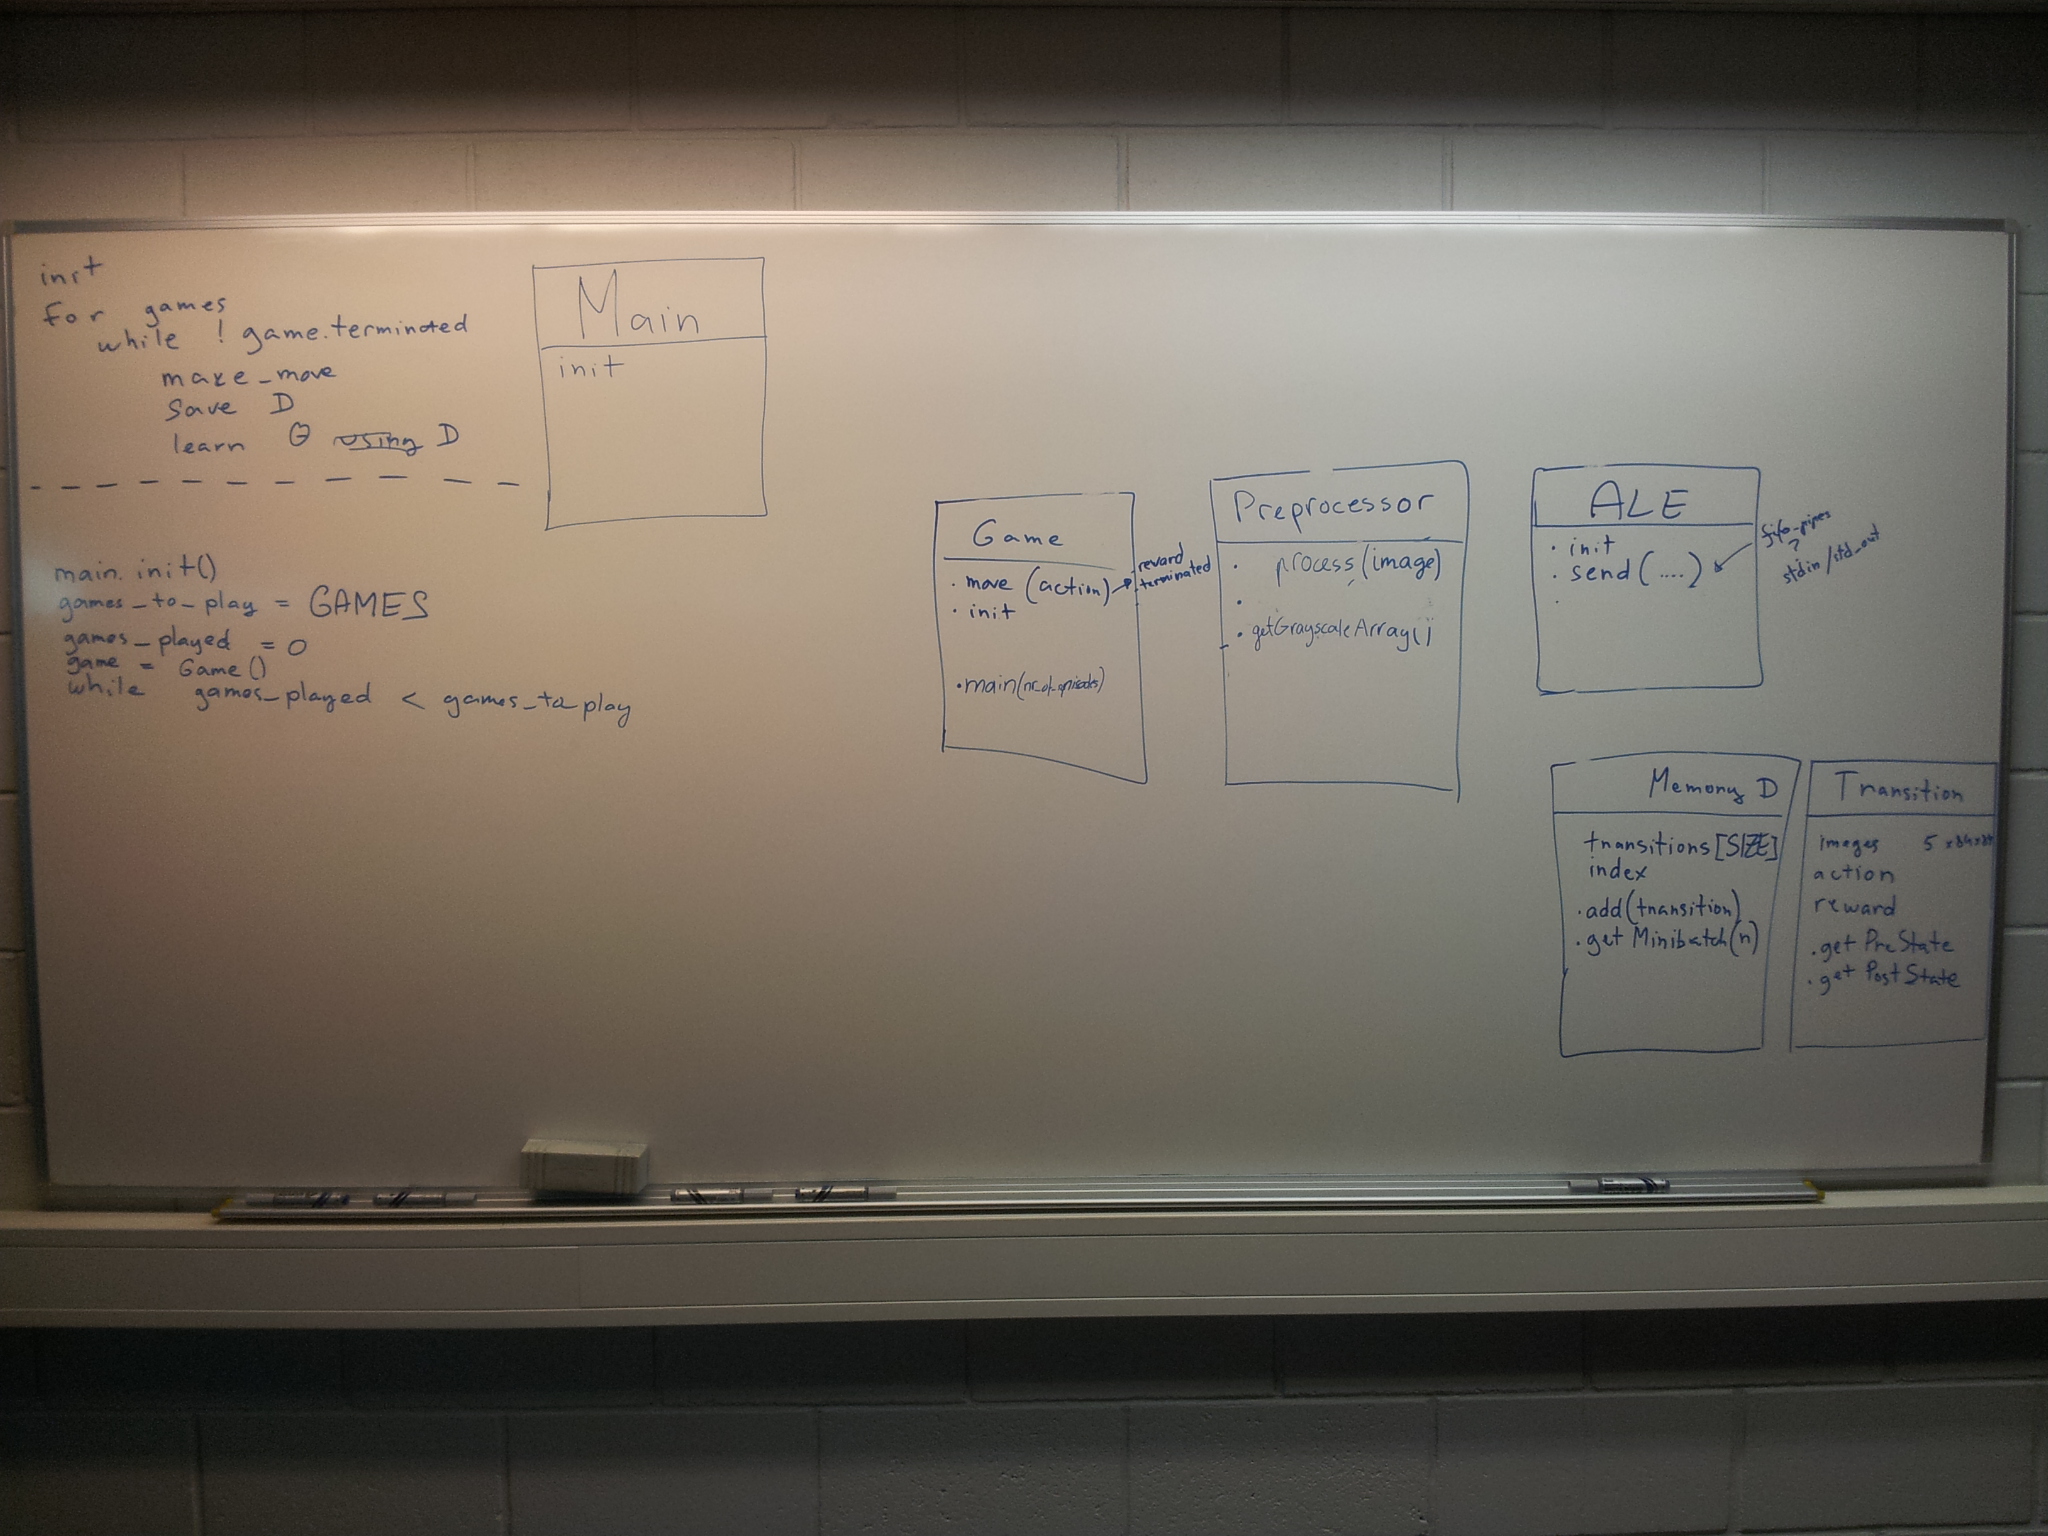 init
for games
while ! game.terminated
make_move
Save D
learn Θ using D
main. init()
games_to_play = GAMES
games_played = 0
game = Game()
while games_played < games_to_play
Main
init
Game
· move (action) → reward
terminated
· init
· main(nr_of_episodes)
Preprocessor
· process(image)
·
· getGrayscaleArray()
ALE
· init
· send(....)
·
fifo_pipes
?
stdin/std_out
Memory D
transitions[SIZE]
index
· add(transition)
· get Minibatch(n)
Transition
images 5 x84x84
action
reward
· get PreState
· get PostState